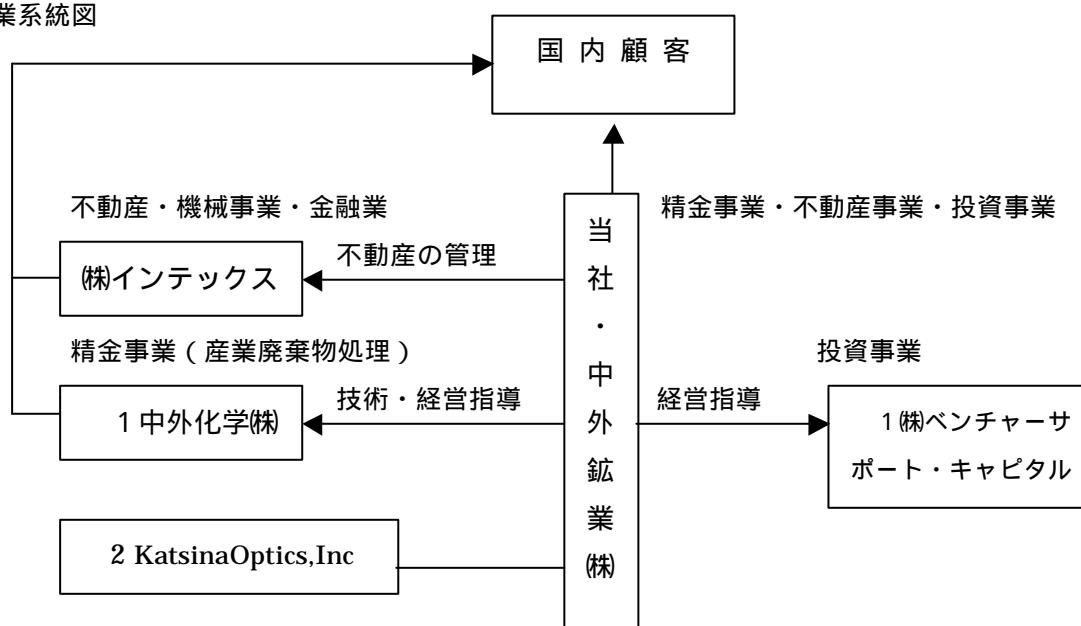 業系統図
国内顧客
不動産・機械事業・金融業
精金事業・不動産事業・投資事業
㈱インテックス
不動産の管理
当社・中外鉱業㈱
精金事業(産業廃棄物処理)
投資事業
1中外化学㈱
技術・経営指導
経営指導
1㈱ベンチャーサ
ポート・キャピタル
2 KatsinaOptics,Inc